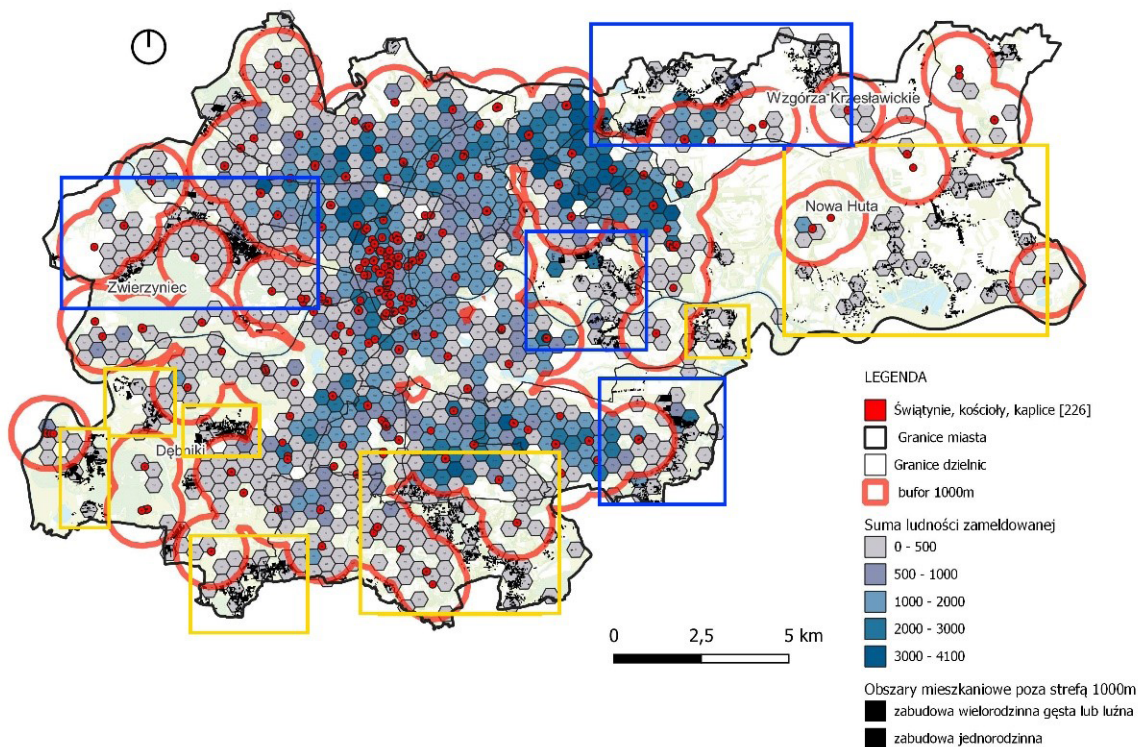 Wzgórza Krzesławickie
Nowa Huta
Zwierzyniec
Dębniki
LEGENDA
Świątynie, kościoły, kaplice [226]
Granice miasta
Granice dzielnic
bufor 1000m
Suma ludności zameldowanej
0 - 500
500 - 1000
1000 - 2000
2000 - 3000
3000 - 4100
0 2,5 5 km
Obszary mieszkaniowe poza strefą 1000m
zabudowa wielorodzinna gęsta lub luźna
zabudowa jednorodzinna